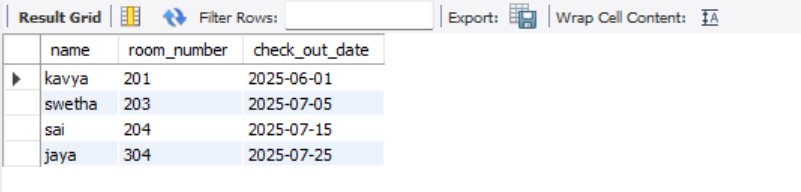 Result Grid Filter Rows: Export: Wrap Cell Content: IA
name room_number check_out_date
kavya 201 2025-06-01
swetha 203 2025-07-05
sai 204 2025-07-15
jaya 304 2025-07-25